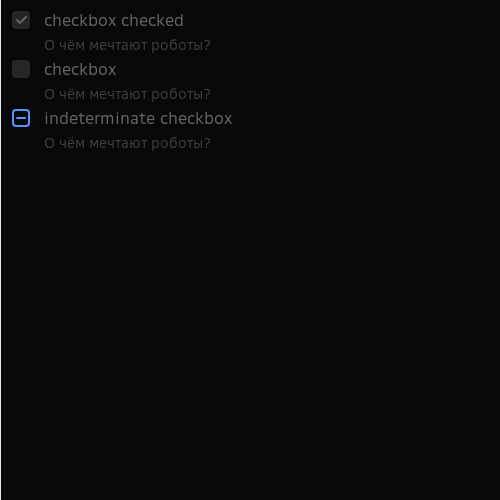 checkbox checked
О чём мечтают роботы?
checkbox
О чём мечтают роботы?
indeterminate checkbox
О чём мечтают роботы?